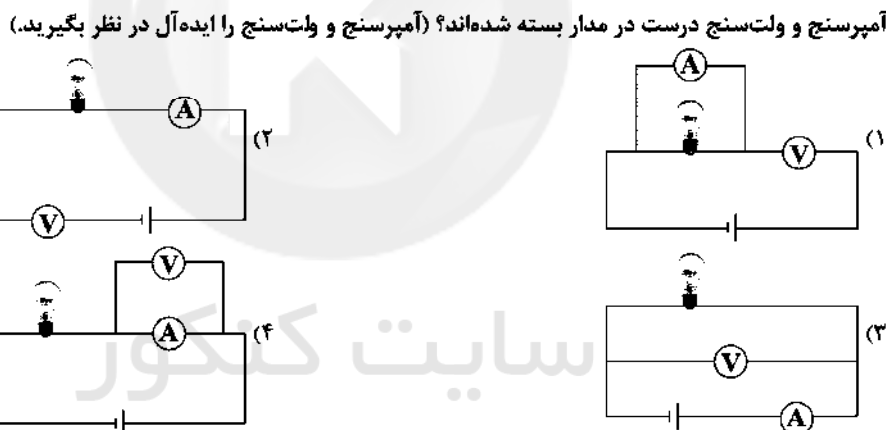 آمپرسنج و ولت‌سنج درست در مدار بسته شده‌اند؟ (آمپرسنج و ولت‌سنج را ایده‌آل در نظر بگیرید.)
۱)
A
V
۲)
A
V
۳)
V
A
۴)
V
A
سایت کنکور